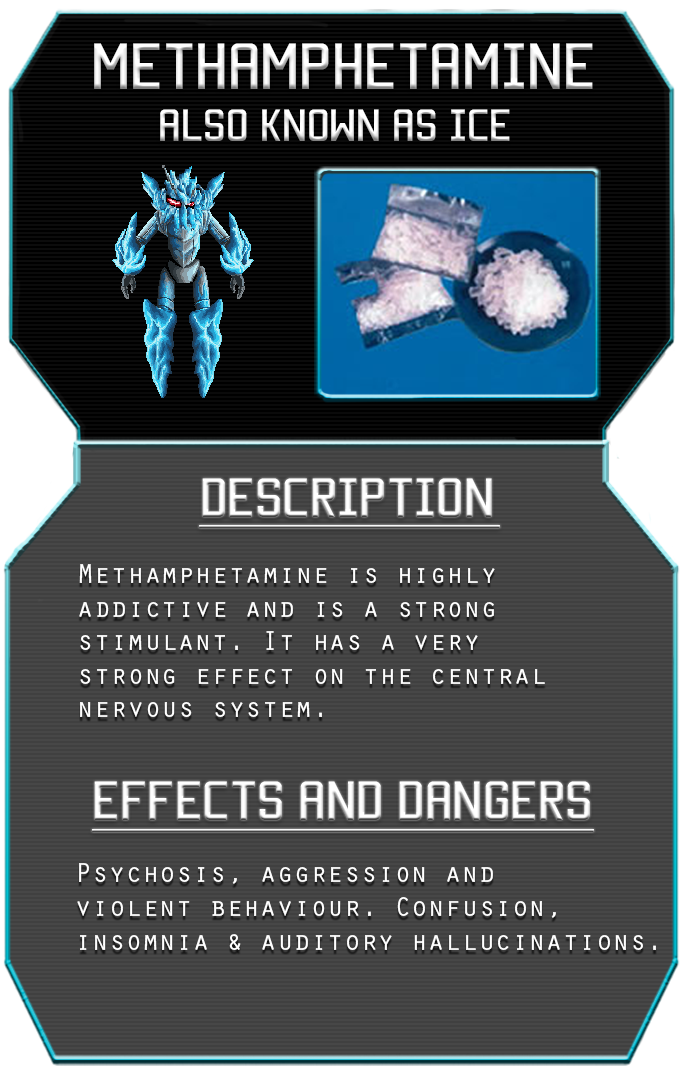 METHAMPHETAMINE
ALSO KNOWN AS ICE
DESCRIPTION
METHAMPHETAMINE IS HIGHLY
ADDICTIVE AND IS A STRONG
STIMULANT. IT HAS A VERY
STRONG EFFECT ON THE CENTRAL
NERVOUS SYSTEM.
EFFECTS AND DANGERS
PSYCHOSIS, AGGRESSION AND
VIOLENT BEHAVIOUR. CONFUSION,
INSOMNIA & AUDITORY HALLUCINATIONS.